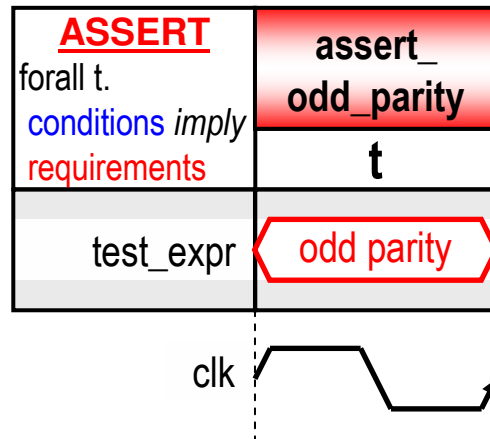 ASSERT
forall t.
conditions imply
requirements
assert_
odd_parity
t
test_expr
odd parity
clk